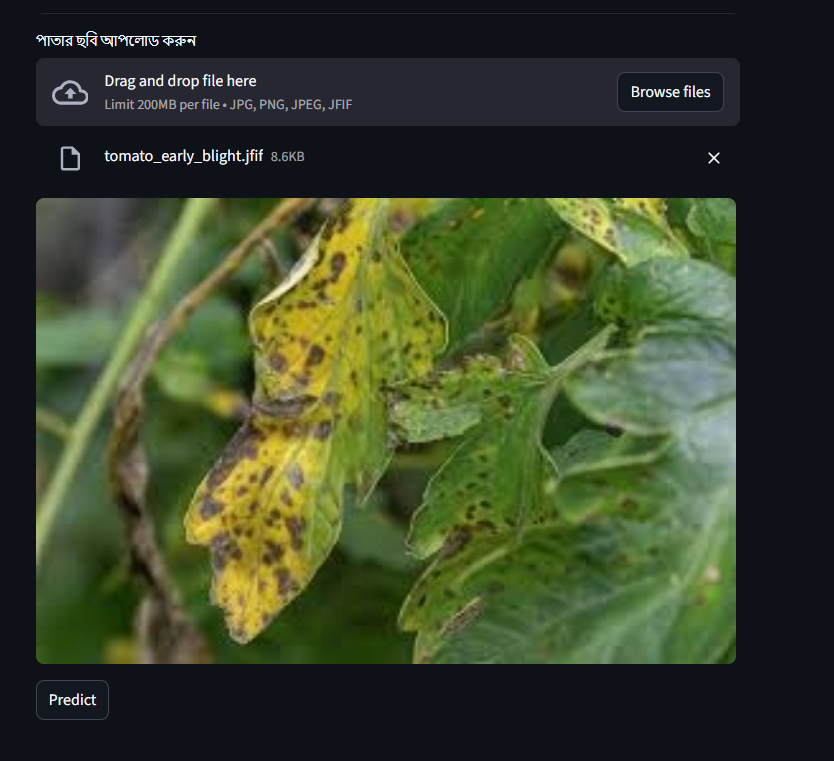 পাতার ছবি আপলোড করুন
Drag and drop file here
Limit 200MB per file • JPG, PNG, JPEG, JFIF
Browse files
tomato_early_blight.jfif 8.6KB
Predict